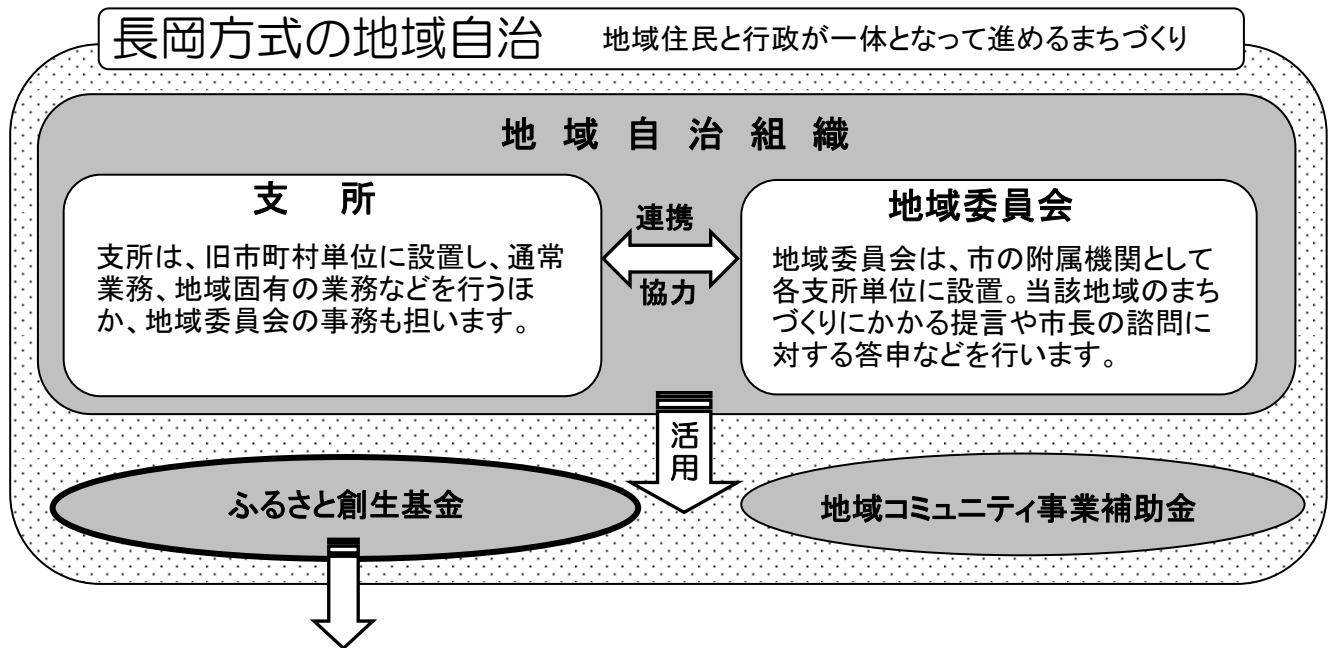 長岡方式の地域自治 地域住民と行政が一体となって進めるまちづくり
地域自治組織
支所
支所は、旧市町村単位に設置し、通常
業務、地域固有の業務などを行うほ
か、地域委員会の事務も担います。
連携
協力
地域委員会
地域委員会は、市の附属機関として
各支所単位に設置。当該地域のまち
づくりにかかる提言や市長の諮問に
対する答申などを行います。
活用
ふるさと創生基金
地域コミュニティ事業補助金